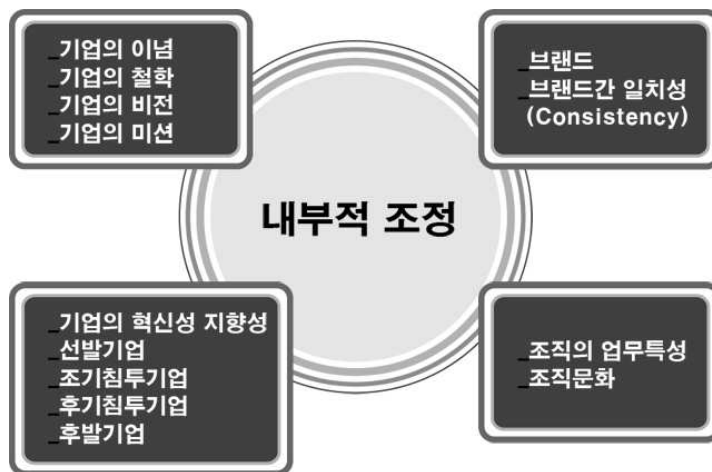 _기업의 이념
_기업의 철학
_기업의 비전
_기업의 미션
_브랜드
_브랜드간 일치성
(Consistency)
내부적 조정
_기업의 혁신성 지향성
_선발기업
_조기침투기업
_후기침투기업
_후발기업
_조직의 업무특성
_조직문화